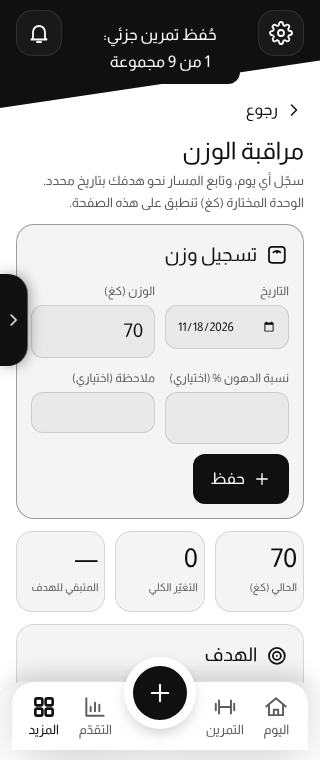 حُفظ تمرين جزئي:
1 من 9 مجموعة
رجوع
مراقبة الوزن
سجّل أي يوم، وتابع المسار نحو هدفك بتاريخ محدد.
الوحدة المختارة (كغ) تنطبق على هذه الصفحة.
تسجيل وزن
التاريخ
الوزن (كغ)
11/18/2026
70
نسبة الدهون % (اختياري)
ملاحظة (اختياري)
حفظ
70
0
—
الحالي (كغ)
التغيّر الكلي
المتبقي للهدف
الهدف
اليوم
التمرين
التقدّم
المزيد